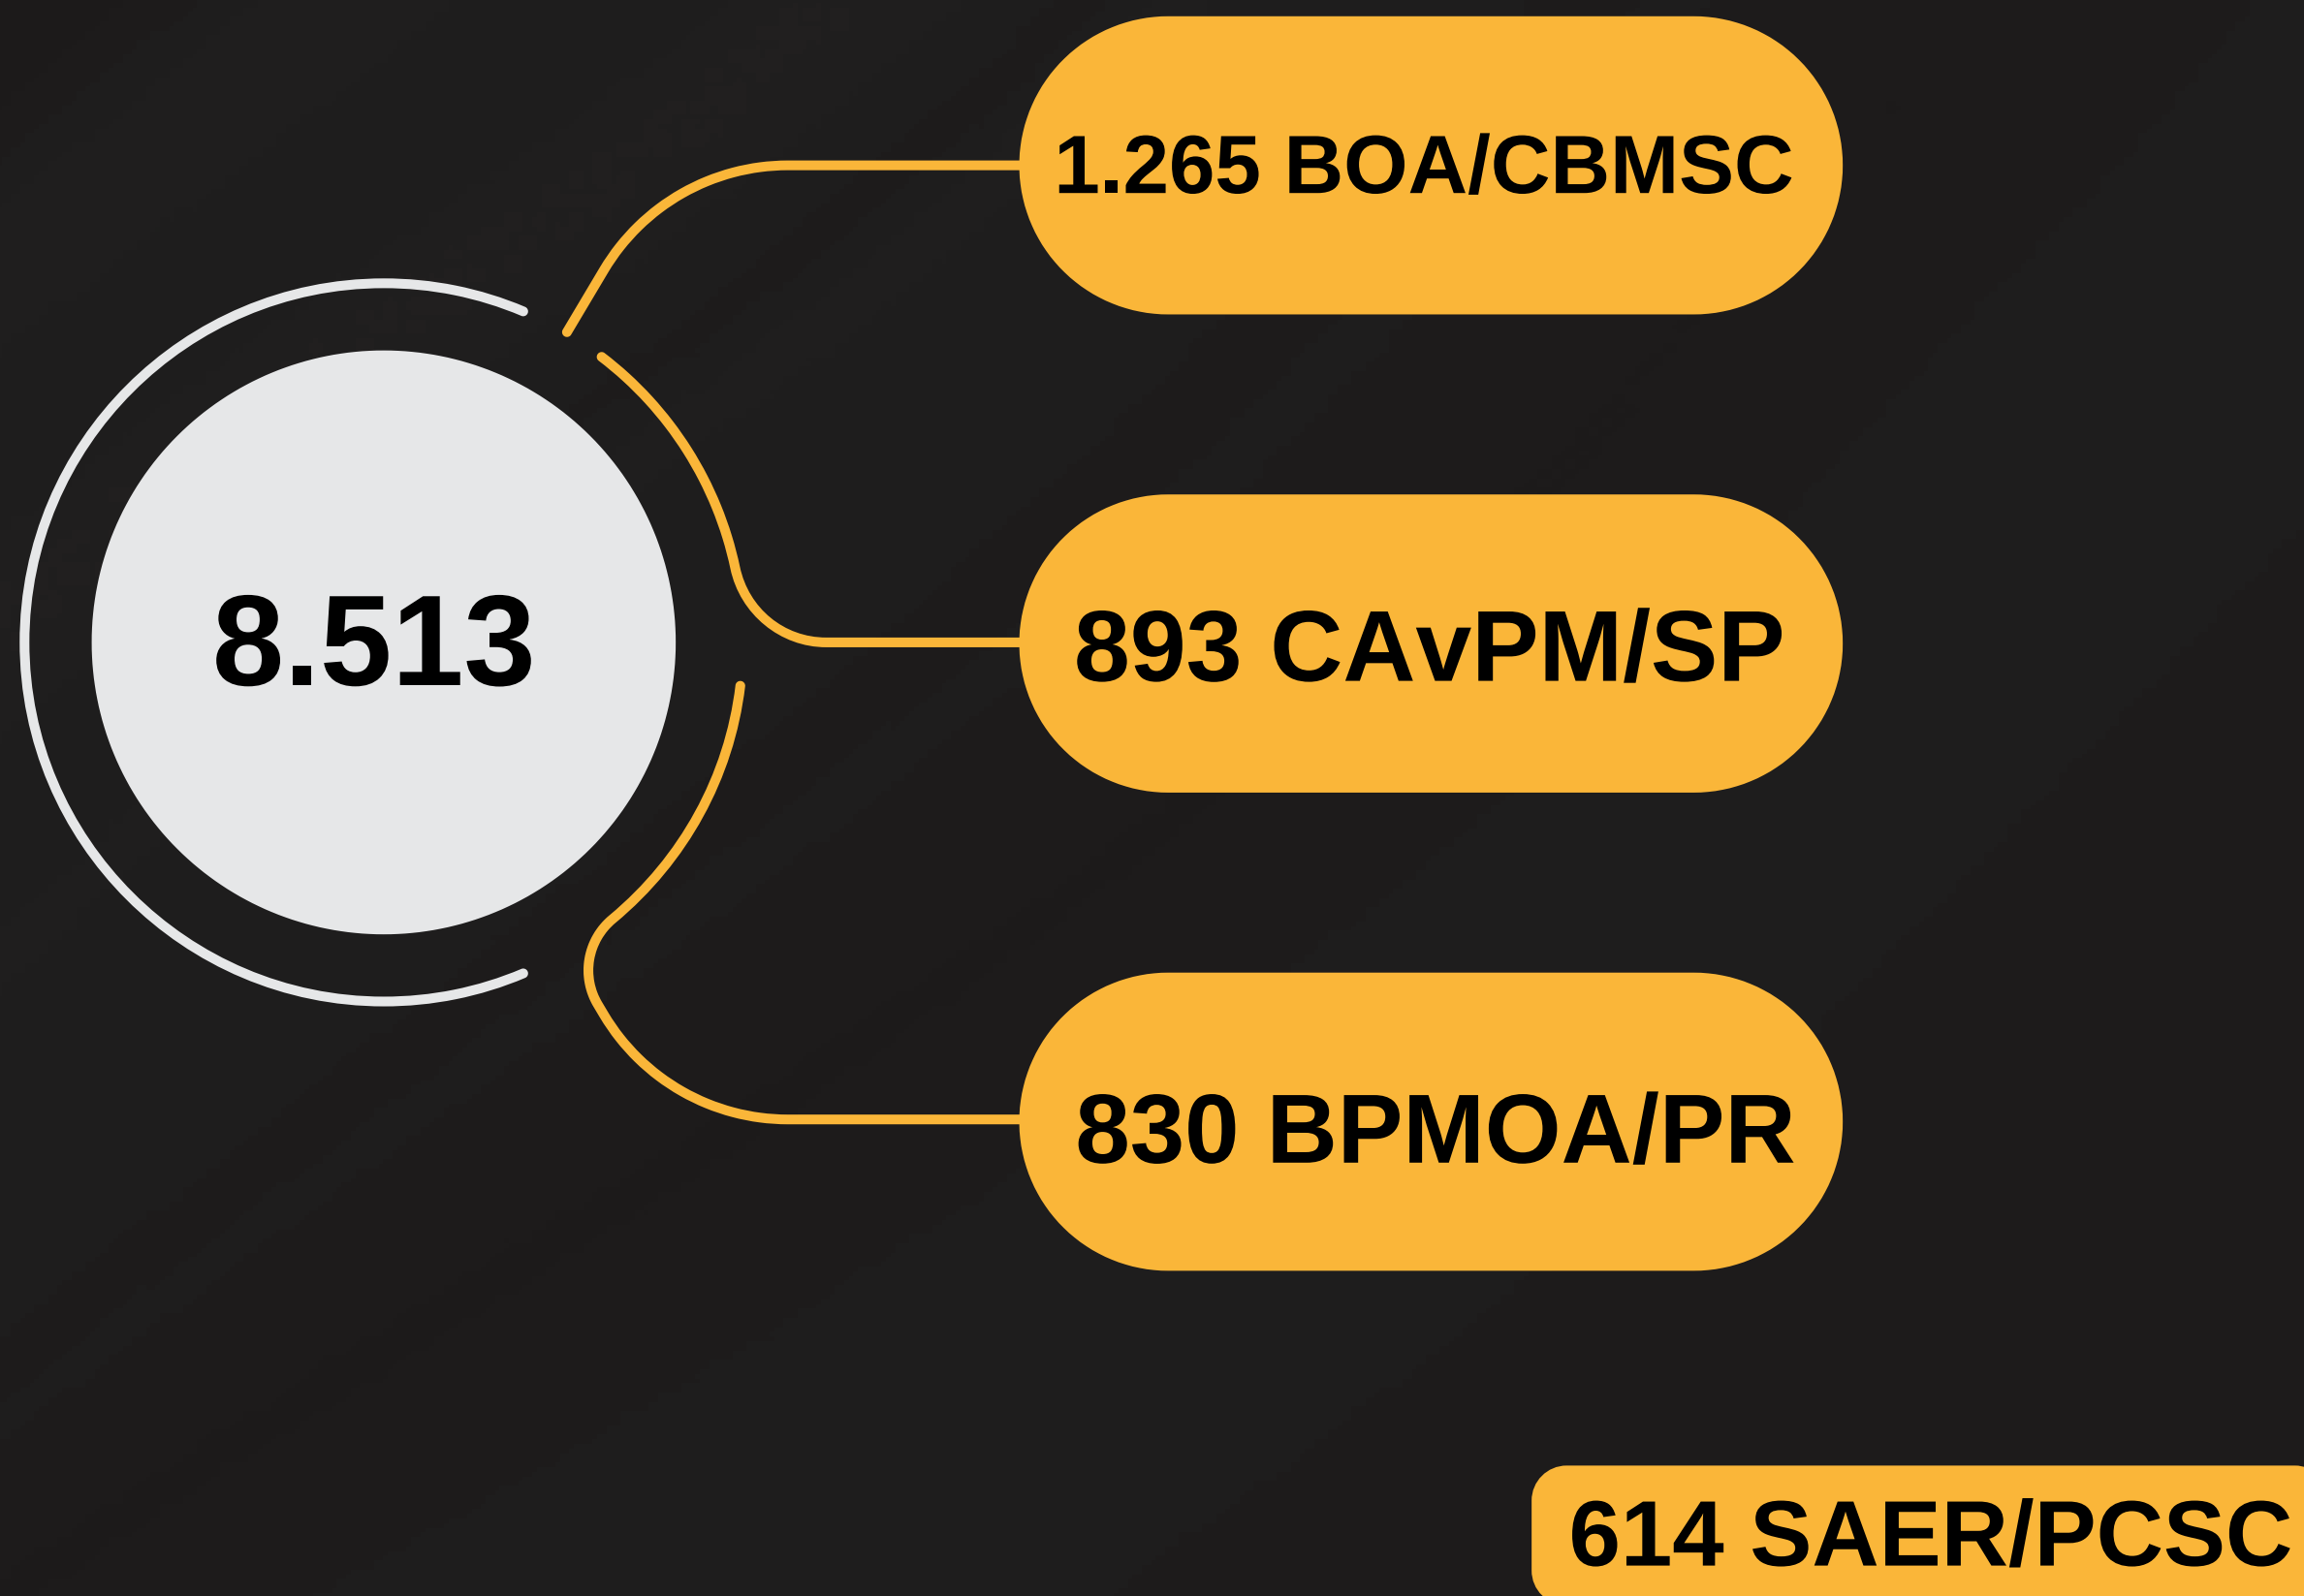 1.265 BOA/CBMSC
8.513
893 CAvPM/SP
830 BPMOA/PR
614 SAER/PCSC